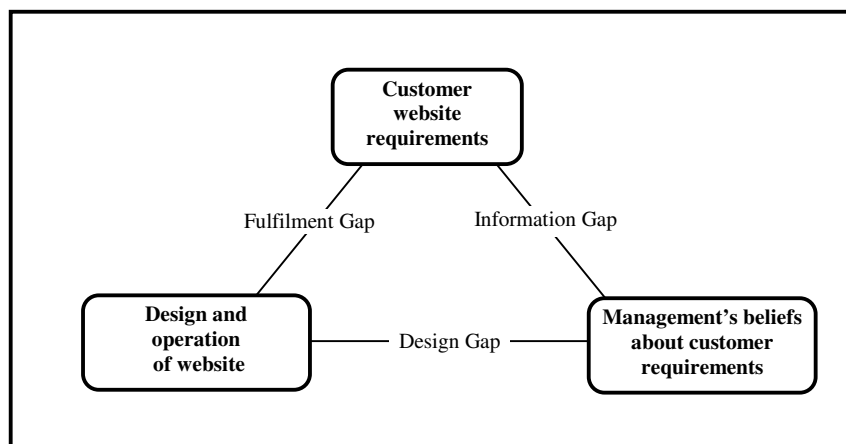 Customer
website
requirements
Fulfilment Gap
Information Gap
Design and
operation
of website
Design Gap
Management's beliefs
about customer
requirements